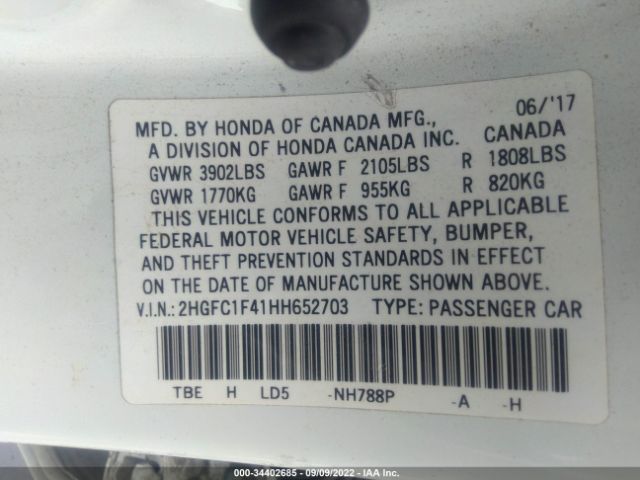 06/'17
MFD. BY HONDA OF CANADA MFG.,
A DIVISION OF HONDA CANADA INC. CANADA
GVWR 3902LBS GAWR F 2105LBS R 1808LBS
GVWR 1770KG GAWR F 955KG R 820KG
THIS VEHICLE CONFORMS TO ALL APPLICABLE
FEDERAL MOTOR VEHICLE SAFETY, BUMPER,
AND THEFT PREVENTION STANDARDS IN EFFECT
ON THE DATE OF MANUFACTURE SHOWN ABOVE.
V.I.N.: 2HGFC1F41HH652703 TYPE: PASSENGER CAR
TBE H LD5 -NH788P -A -H
000-34402685 - 09/09/2022 - IAA Inc.